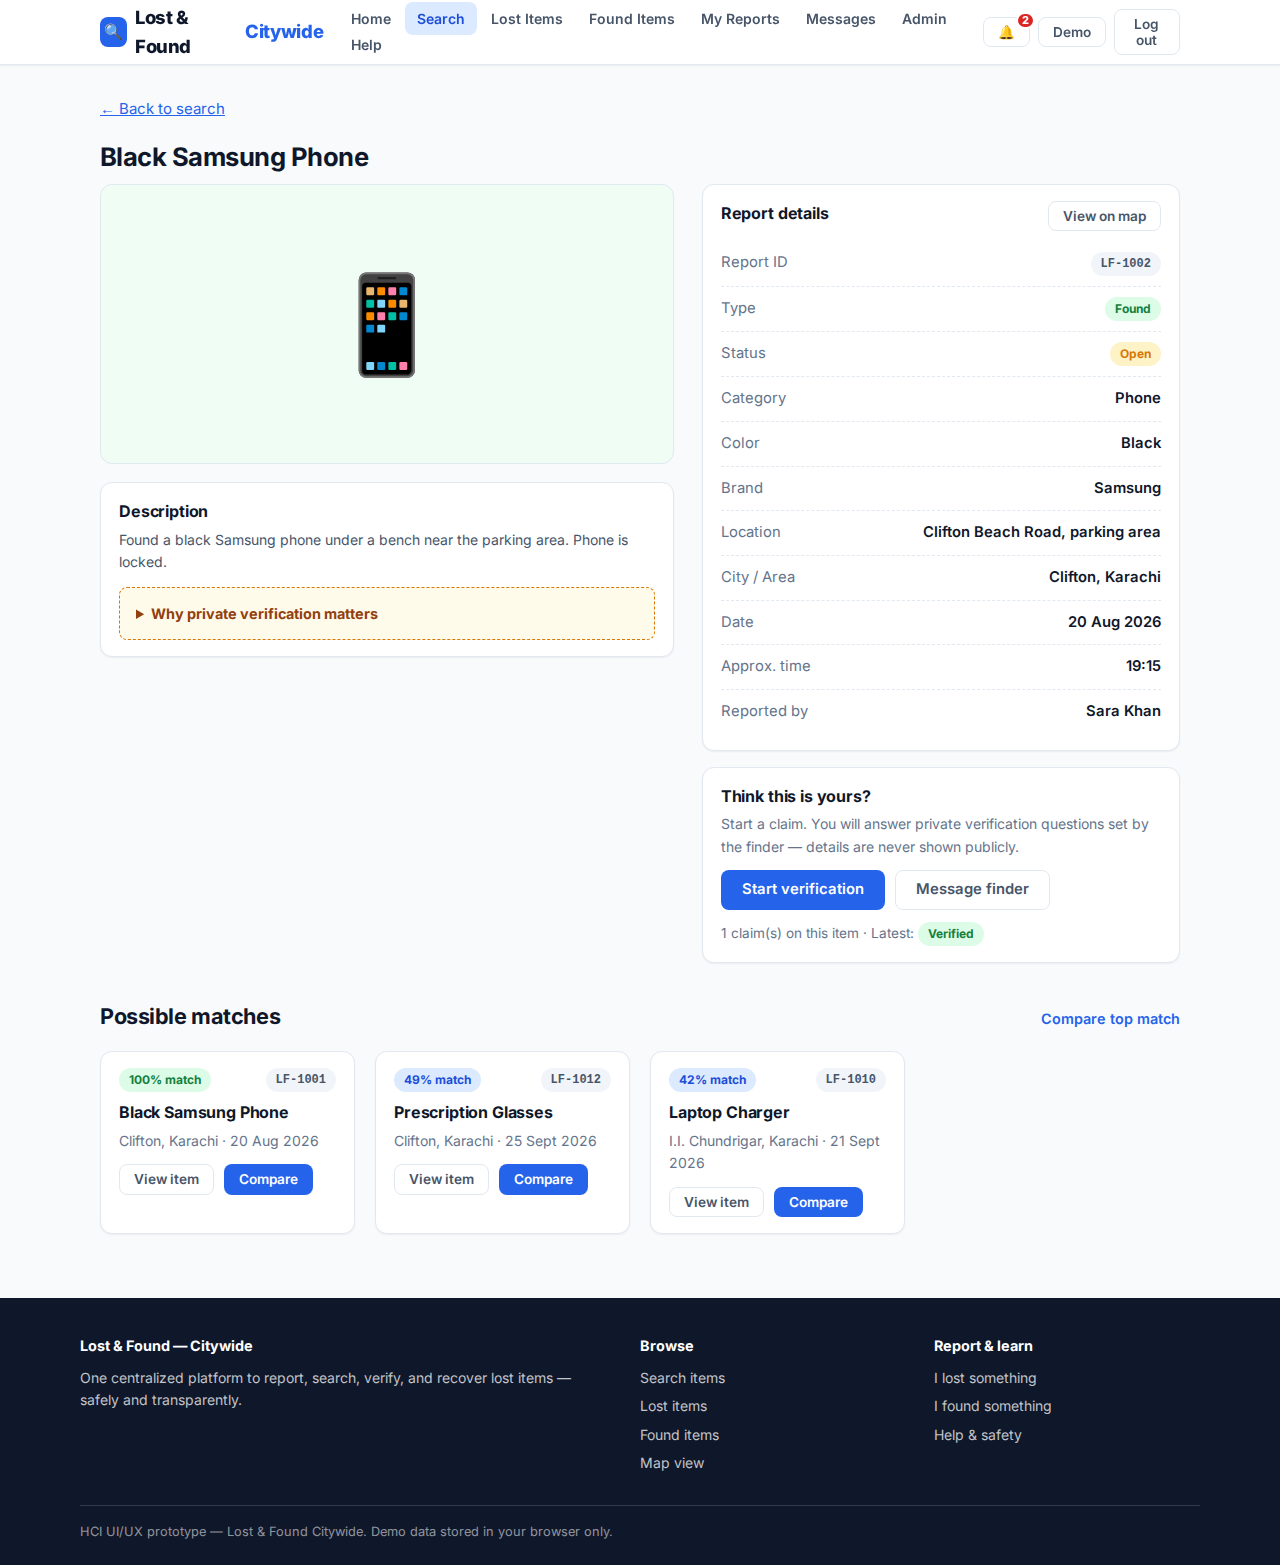 Lost &
Found
Citywide
Home
Search
Lost Items
Found Items
My Reports
Messages
Admin
Help
2
Demo
Log
out
← Back to search
Black Samsung Phone
Report details
View on map
Report ID
LF-1002
Type
Found
Status
Open
Category
Phone
Color
Black
Brand
Samsung
Location
Clifton Beach Road, parking area
City / Area
Clifton, Karachi
Date
20 Aug 2026
Approx. time
19:15
Reported by
Sara Khan
Description
Found a black Samsung phone under a bench near the parking area. Phone is
locked.
Why private verification matters
Think this is yours?
Start a claim. You will answer private verification questions set by
the finder — details are never shown publicly.
Start verification
Message finder
1 claim(s) on this item · Latest: Verified
Possible matches
Compare top match
100% match
LF-1001
Black Samsung Phone
Clifton, Karachi · 20 Aug 2026
View item
Compare
49% match
LF-1012
Prescription Glasses
Clifton, Karachi · 25 Sept 2026
View item
Compare
42% match
LF-1010
Laptop Charger
I.I. Chundrigar, Karachi · 21 Sept
2026
View item
Compare
Lost & Found — Citywide
One centralized platform to report, search, verify, and recover lost items —
safely and transparently.
Browse
Search items
Lost items
Found items
Map view
Report & learn
I lost something
I found something
Help & safety
HCI UI/UX prototype — Lost & Found Citywide. Demo data stored in your browser only.